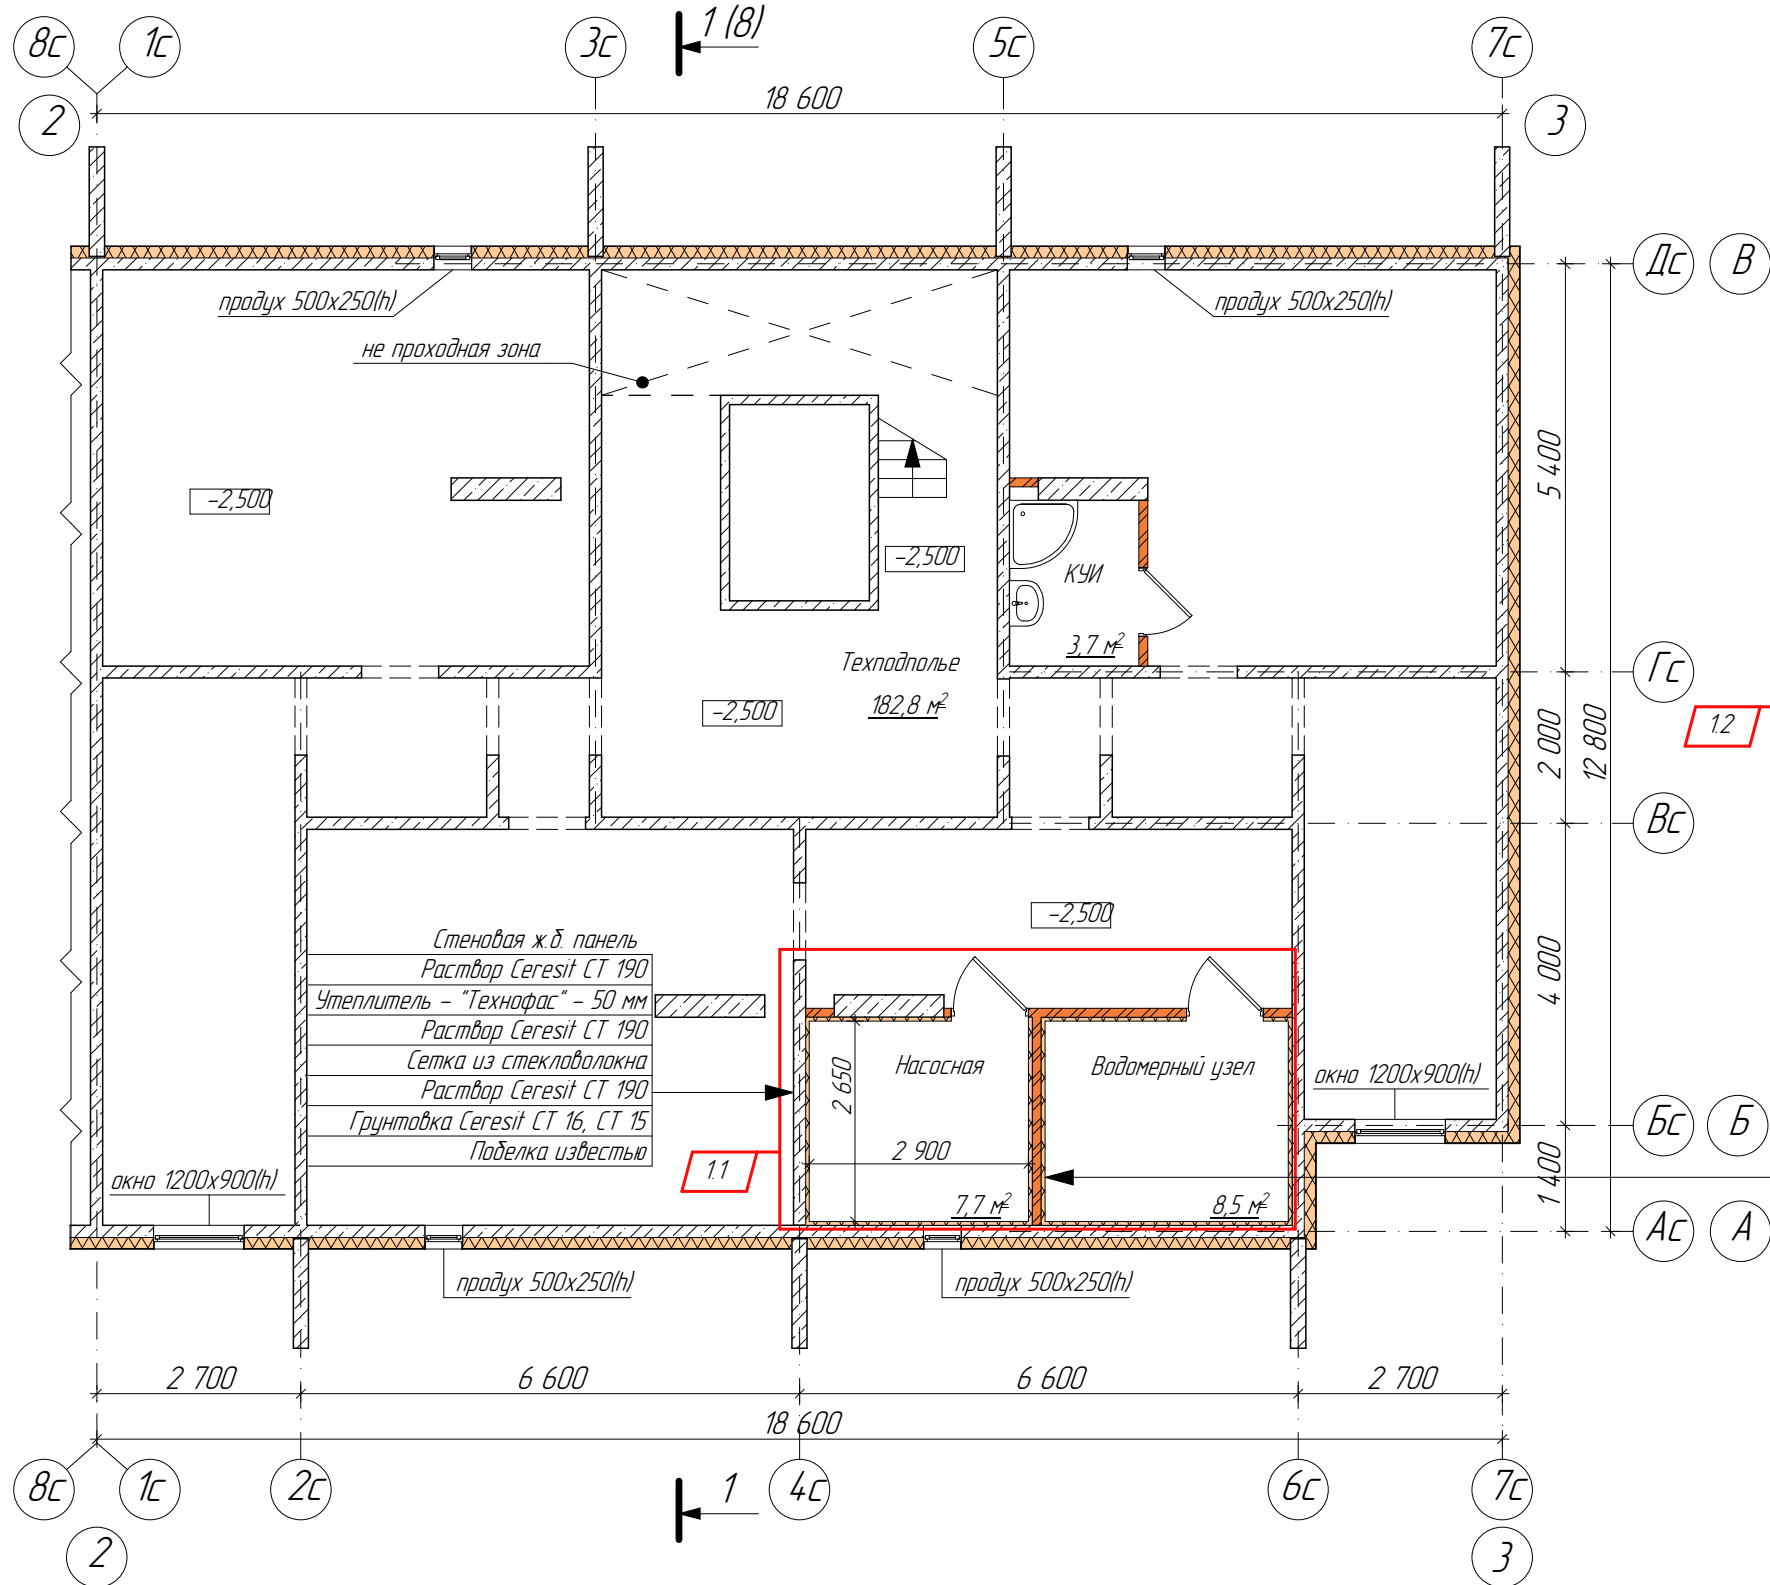 8с 1с 3с 1 (8) 5с 7с
2 18 600 3
Дс В
продух 500х250(h) продух 500х250(h)
не проходная зона
5 400
-2,500
-2,500
КУИ
3,7 м²
Техподполье
182,8 м²
-2,500
Гс
1.2
2 000
12 800
Вс
-2,500
Стеновая ж.б. панель
Раствор Ceresit СТ 190
Утеплитель – "Технофас" – 50 мм
Раствор Ceresit СТ 190
Сетка из стекловолокна
Раствор Ceresit СТ 190
Грунтовка Ceresit СТ 16, СТ 15
Побелка известью
4 000
2 650
Насосная
Водомерный узел
окно 1200х900(h)
Бс Б
2 900
1.1
окно 1200х900(h)
7,7 м²
8,5 м²
1 400
Ас А
продух 500х250(h) продух 500х250(h)
2 700 6 600 6 600 2 700
18 600
8с 1с 2с 1 4с 6с 7с
2 3